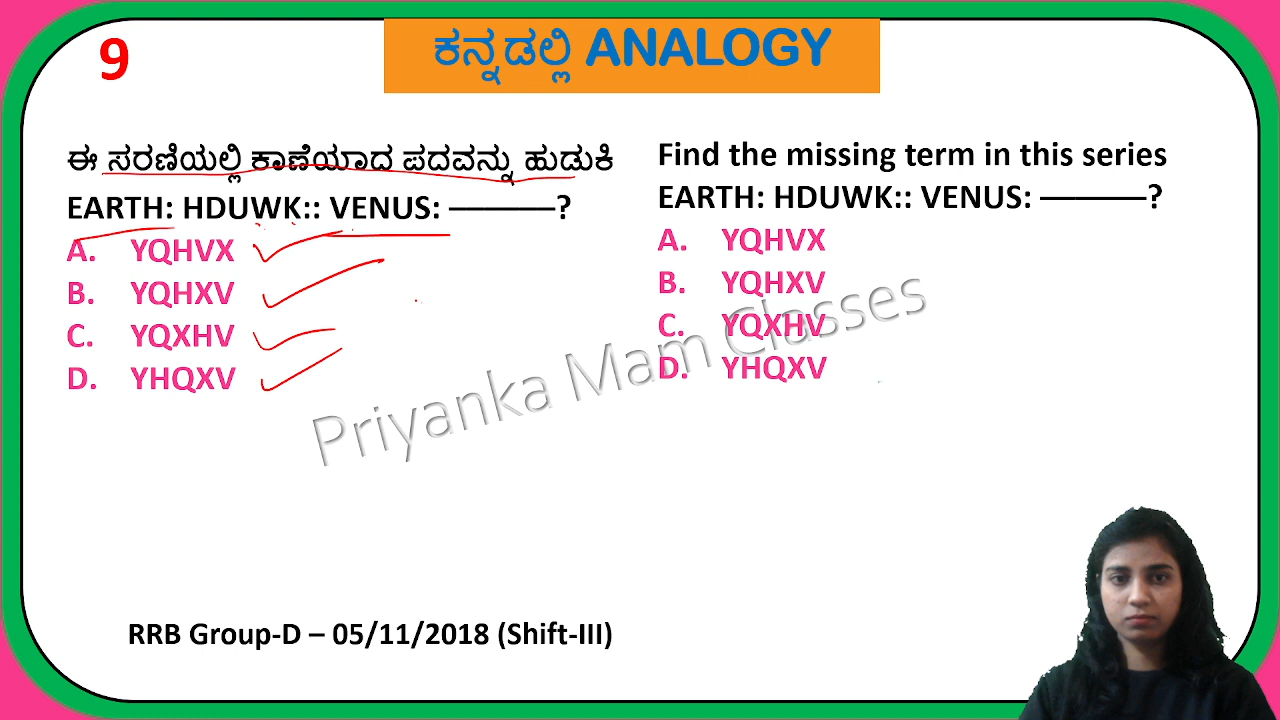 9
ಕನ್ನಡಲ್ಲಿ ANALOGY
ಈ ಸರಣಿಯಲ್ಲಿ ಕಾಣೆಯಾದ ಪದವನ್ನು ಹುಡುಕಿ
EARTH: HDUWK:: VENUS: ————?
A. YQHVX
B. YQHXV
C. YQXHV
D. YHQXV
Find the missing term in this series
EARTH: HDUWK:: VENUS: ————?
A. YQHVX
B. YQHXV
C. YQXHV
D. YHQXV
Priyanka Mam Classes
RRB Group-D – 05/11/2018 (Shift-III)